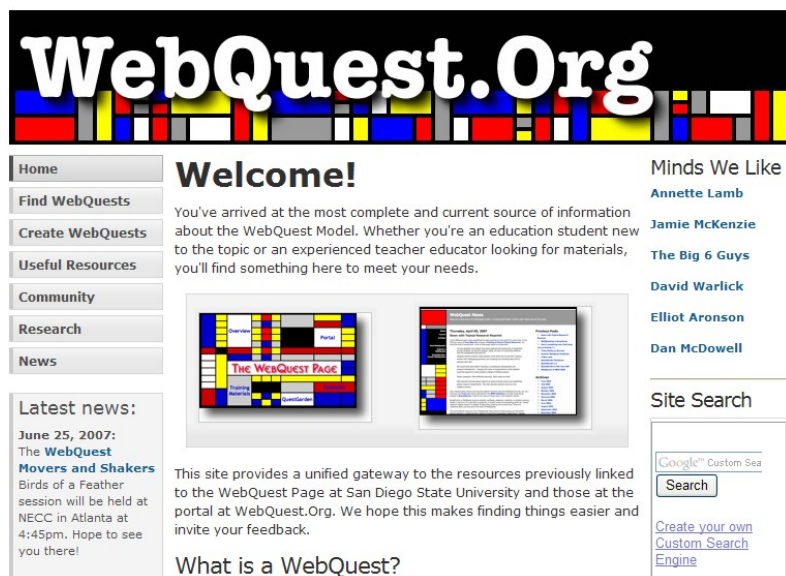 WebQuest.Org
Home
Find WebQuests
Create WebQuests
Useful Resources
Community
Research
News
Latest news:
June 25, 2007:
The WebQuest
Movers and Shakers
Birds of a Feather
session will be held at
NECC in Atlanta at
4:45pm. Hope to see
you there!
Welcome!
You've arrived at the most complete and current source of information
about the WebQuest Model. Whether you're an education student new
to the topic or an experienced teacher educator looking for materials,
you'll find something here to meet your needs.
Overview
Portal
THE WEBQUEST PAGE
Training
Materials
QuestGarden
WebQuest News
This site provides a unified gateway to the resources previously linked
to the WebQuest Page at San Diego State University and those at the
portal at WebQuest.Org. We hope this makes finding things easier and
invite your feedback.
What is a WebQuest?
Minds We Like
Annette Lamb
Jamie McKenzie
The Big 6 Guys
David Warlick
Elliot Aronson
Dan McDowell
Site Search
Google™ Custom Sea
Search
Create your own
Custom Search
Engine